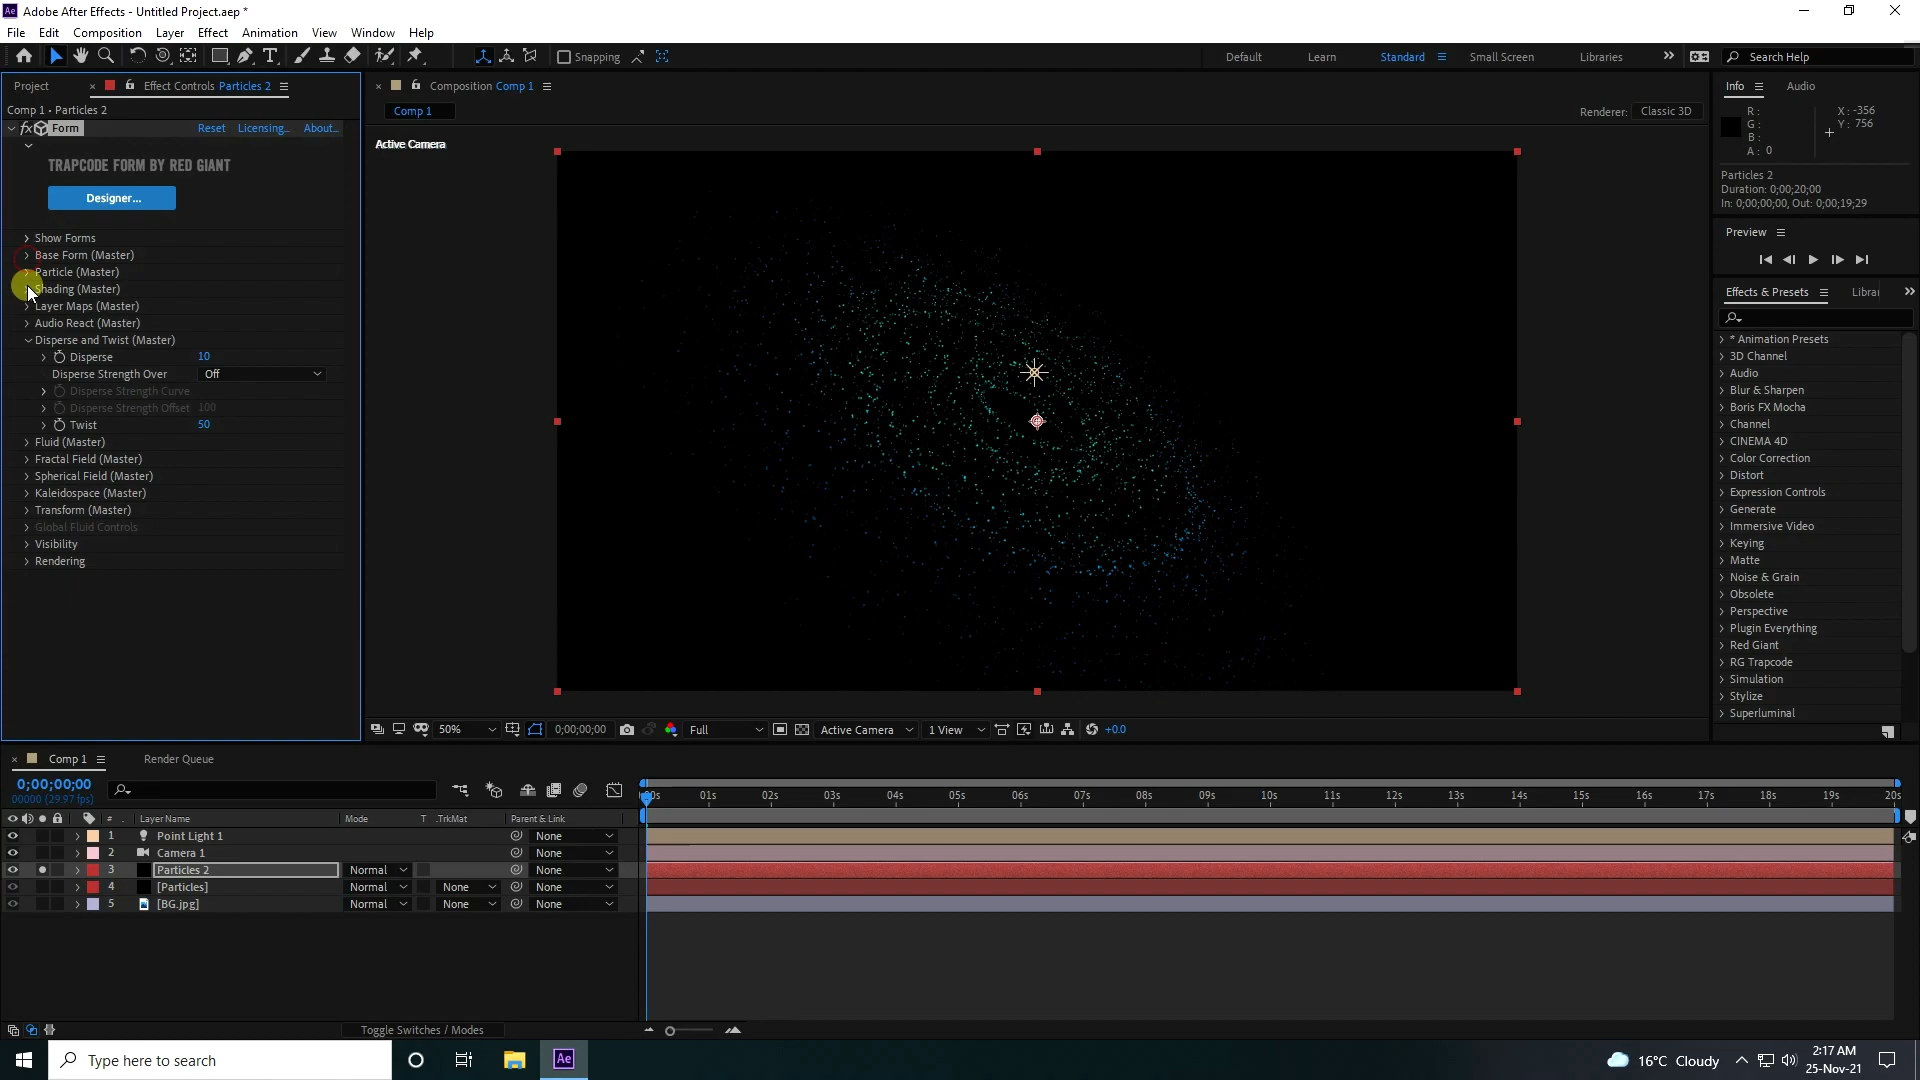 Adobe After Effects - Untitled Project.aep *
File Edit Composition Layer Effect Animation View Window Help
Snapping
Default Learn Standard Small Screen Libraries
Search Help
Project
Effect Controls Particles 2
Composition Comp 1
Info Audio
Comp 1 • Particles 2
Comp 1
Renderer: Classic 3D
R:
G:
B:
A: 0
X: -356
Y: 756
fx Form Reset Licensing... About...
Active Camera
TRAPCODE FORM BY RED GIANT
Designer...
Particles 2
Duration: 0;00;20;00
In: 0;00;00;00, Out: 0;00;19;29
Preview
Show Forms
Base Form (Master)
Particle (Master)
Shading (Master)
Layer Maps (Master)
Audio React (Master)
Disperse and Twist (Master)
Disperse 10
Disperse Strength Over Off
Disperse Strength Curve
Disperse Strength Offset 100
Twist 50
Fluid (Master)
Fractal Field (Master)
Spherical Field (Master)
Kaleidospace (Master)
Transform (Master)
Global Fluid Controls
Visibility
Rendering
Effects & Presets
* Animation Presets
3D Channel
Audio
Blur & Sharpen
Boris FX Mocha
Channel
CINEMA 4D
Color Correction
Distort
Expression Controls
Generate
Immersive Video
Keying
Matte
Noise & Grain
Obsolete
Perspective
Plugin Everything
Red Giant
RG Trapcode
Simulation
Stylize
Superluminal
50% 0;00;00;00 Full Active Camera 1 View +0.0
Comp 1 Render Queue
0;00;00;00
00000 (29.97 fps)
01s 02s 03s 04s 05s 06s 07s 08s 09s 10s 11s 12s 13s 14s 15s 16s 17s 18s 19s 20s
# Layer Name Mode T .TrkMat Parent & Link
1 Point Light 1 None
2 Camera 1 None
3 Particles 2 Normal None
4 [Particles] Normal None None
5 [BG.jpg] Normal None None
Toggle Switches / Modes
Type here to search
Ae
16°C Cloudy
2:17 AM
25-Nov-21